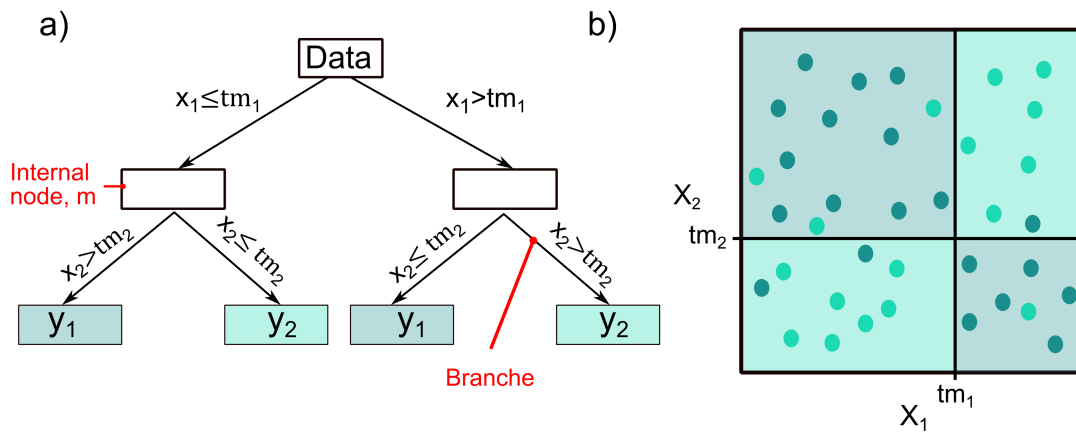 a)
Data
x₁≤tm₁
x₁>tm₁
Internal
node, m
x₂>tm₂
x₂≤ tm₂
x₂≤ tm₂
x₂>tm₂
y₁
y₂
y₁
y₂
Branche
b)
X₂
tm₂
tm₁
X₁